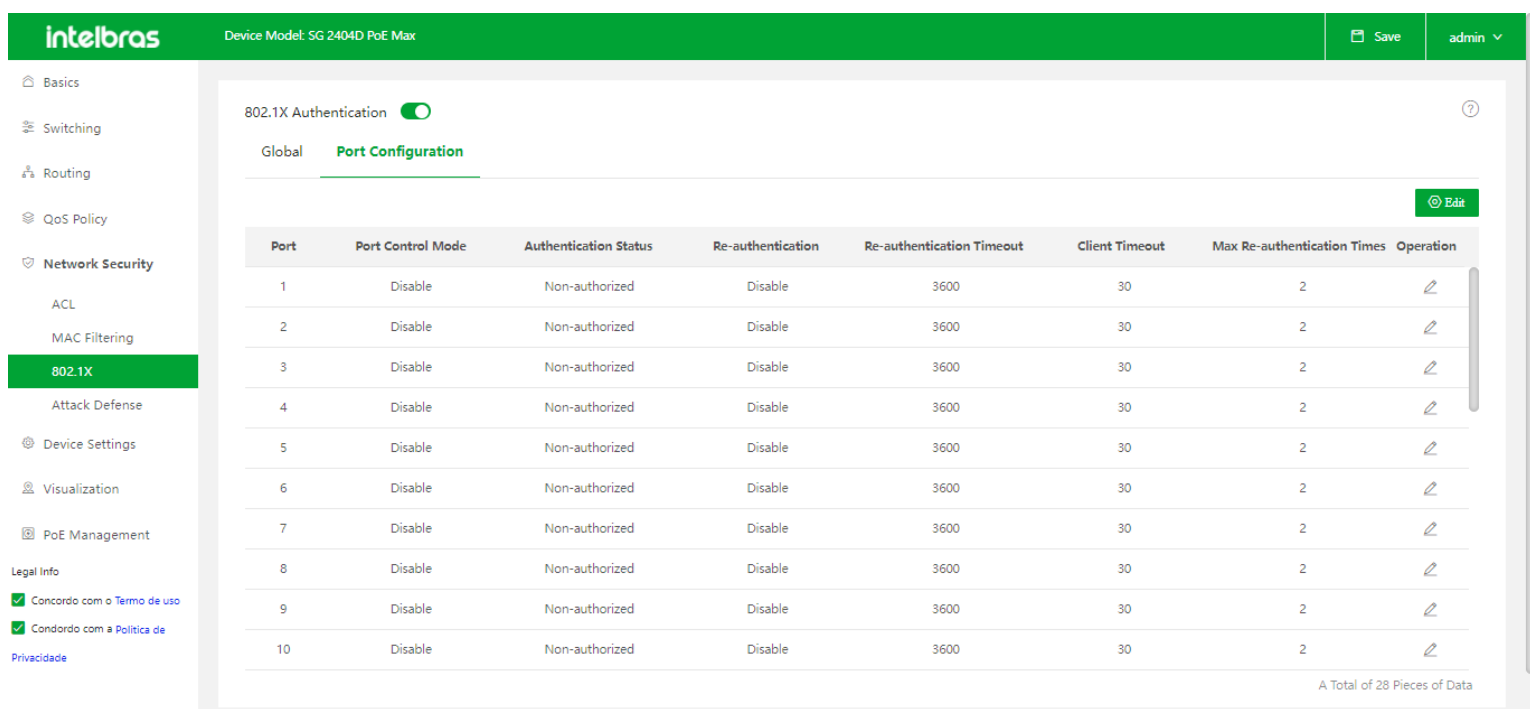 intelbras
Device Model: SG 2404D PoE Max
Save
admin
Basics
Switching
Routing
QoS Policy
Network Security
ACL
MAC Filtering
802.1X
Attack Defense
Device Settings
Visualization
PoE Management
Legal Info
Concordo com o Termo de uso
Condordo com a Política de
Privacidade
802.1X Authentication
?
Global Port Configuration
Edit
Port Port Control Mode Authentication Status Re-authentication Re-authentication Timeout Client Timeout Max Re-authentication Times Operation
1 Disable Non-authorized Disable 3600 30 2
2 Disable Non-authorized Disable 3600 30 2
3 Disable Non-authorized Disable 3600 30 2
4 Disable Non-authorized Disable 3600 30 2
5 Disable Non-authorized Disable 3600 30 2
6 Disable Non-authorized Disable 3600 30 2
7 Disable Non-authorized Disable 3600 30 2
8 Disable Non-authorized Disable 3600 30 2
9 Disable Non-authorized Disable 3600 30 2
10 Disable Non-authorized Disable 3600 30 2
A Total of 28 Pieces of Data